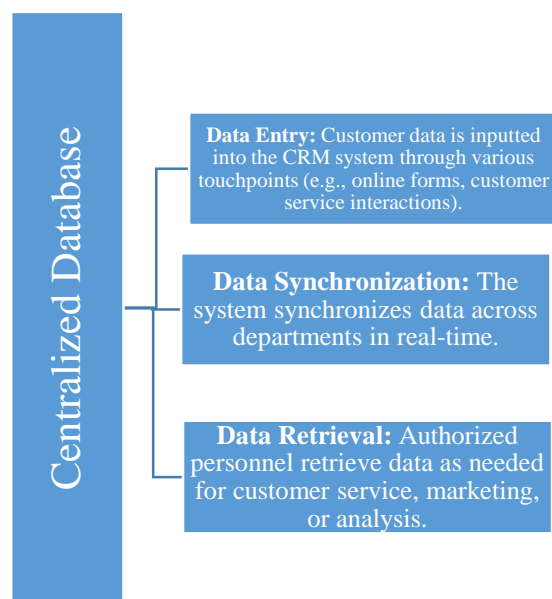 Centralized Database
Data Entry: Customer data is inputted
into the CRM system through various
touchpoints (e.g., online forms, customer
service interactions).
Data Synchronization: The
system synchronizes data across
departments in real-time.
Data Retrieval: Authorized
personnel retrieve data as needed
for customer service, marketing,
or analysis.